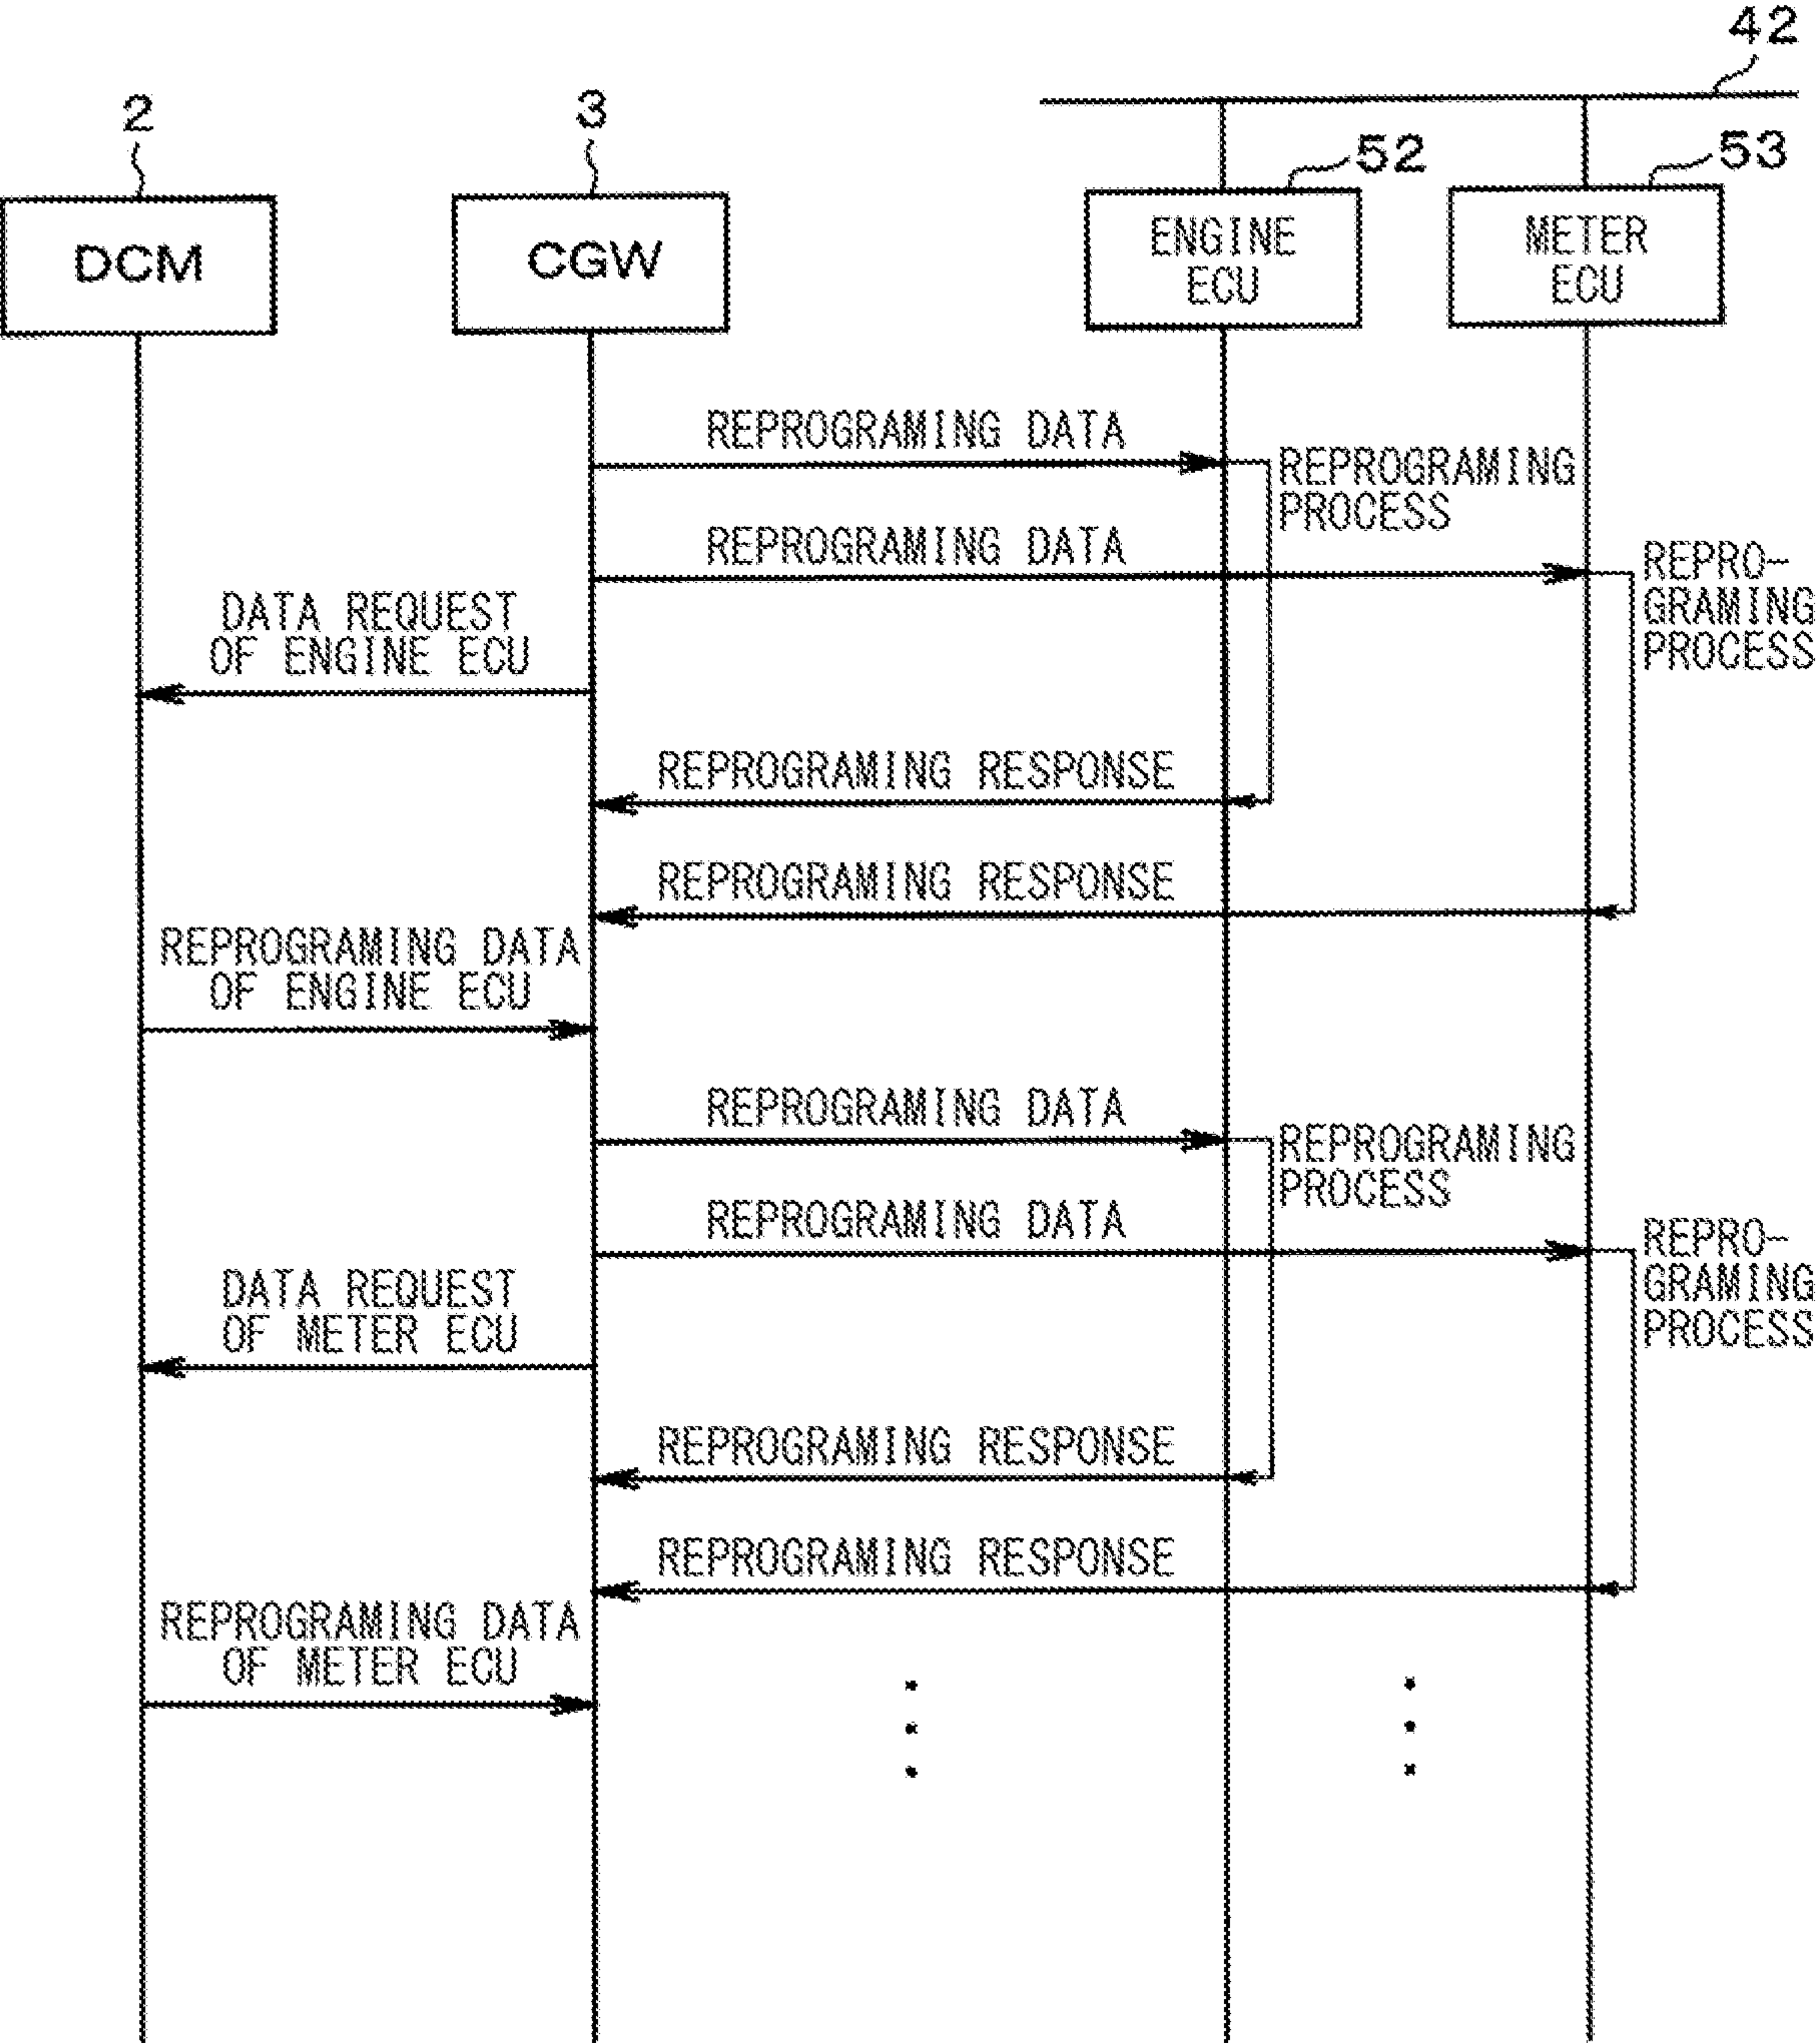 42
2
3
52
53
DCM
CGW
ENGINE
ECU
METER
ECU
REPROGRAMING DATA
REPROGRAMING
PROCESS
REPROGRAMING DATA
REPRO-
GRAMING
PROCESS
DATA REQUEST
OF ENGINE ECU
REPROGRAMING RESPONSE
REPROGRAMING RESPONSE
REPROGRAMING DATA
OF ENGINE ECU
REPROGRAMING DATA
REPROGRAMING
PROCESS
REPROGRAMING DATA
REPRO-
GRAMING
PROCESS
DATA REQUEST
OF METER ECU
REPROGRAMING RESPONSE
REPROGRAMING RESPONSE
REPROGRAMING DATA
OF METER ECU